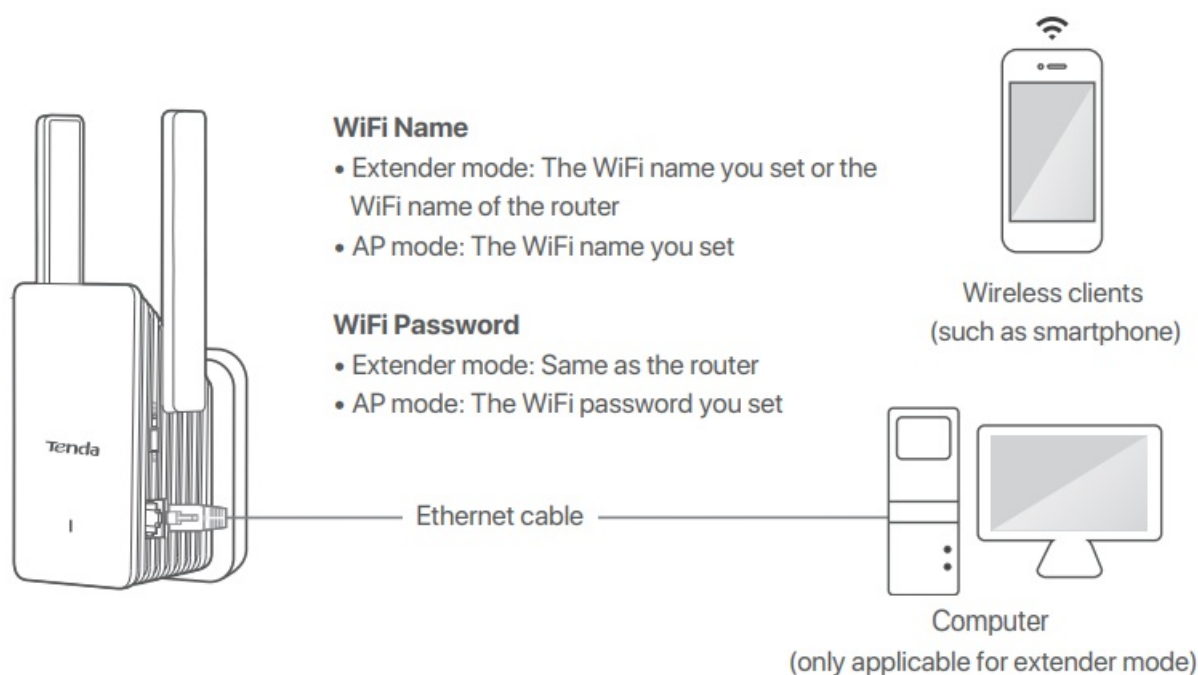 WiFi Name
• Extender mode: The WiFi name you set or the
WiFi name of the router
• AP mode: The WiFi name you set
WiFi Password
• Extender mode: Same as the router
• AP mode: The WiFi password you set
Tenda
Ethernet cable
Wireless clients
(such as smartphone)
Computer
(only applicable for extender mode)